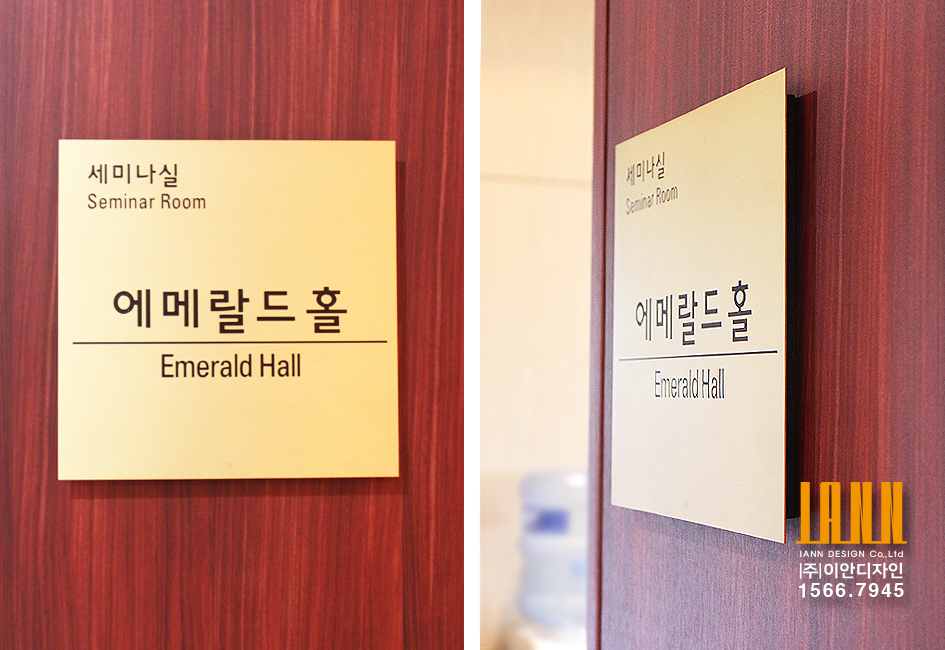 세미나실
Seminar Room
에메랄드홀
Emerald Hall
세미나실
Seminar Room
에메랄드홀
Emerald Hall
IANN
IANN DESIGN Co.,Ltd
(주)이안디자인
1566.7945